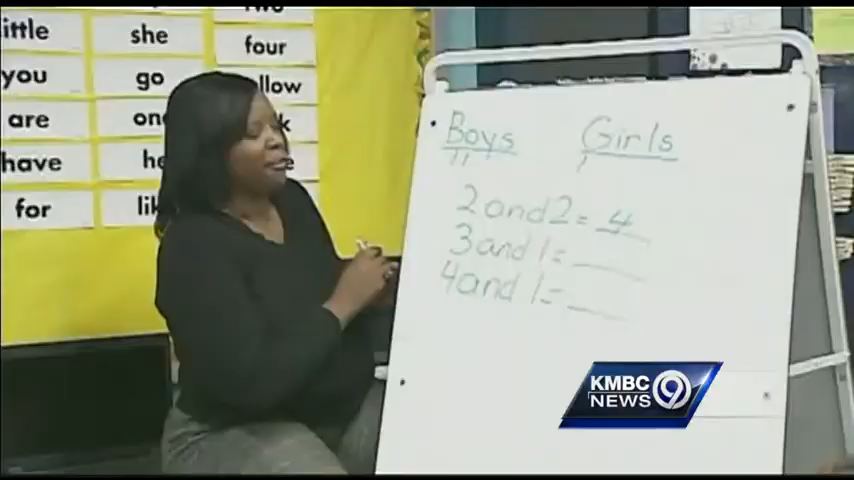 two
little she four
you go
are
have
for
Boys Girls
2 and 2 = 4
3 and 1 =
4 and 1 =
KMBC 9
NEWS